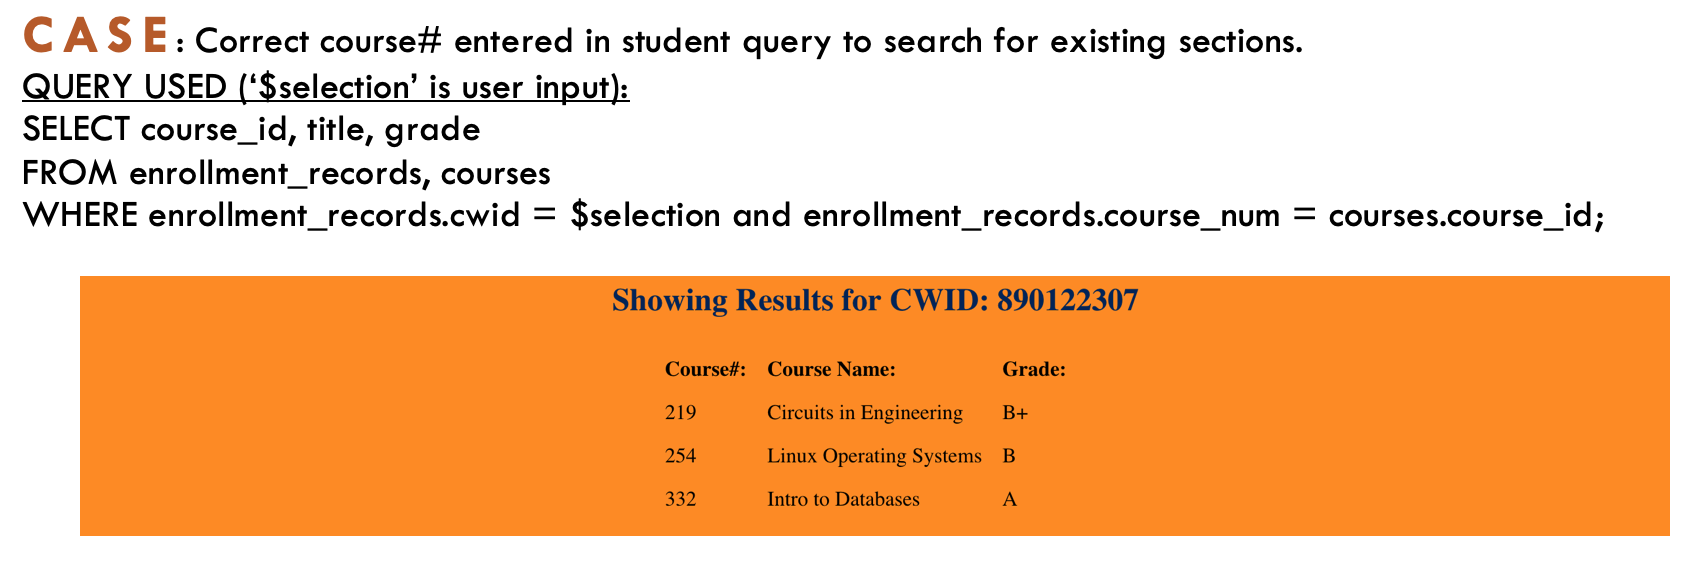 CASE: Correct course# entered in student query to search for existing sections.
QUERY USED (‘$selection’ is user input):
SELECT course_id, title, grade
FROM enrollment_records, courses
WHERE enrollment_records.cwid = $selection and enrollment_records.course_num = courses.course_id;
Showing Results for CWID: 890122307
Course#: Course Name: Grade:
219 Circuits in Engineering B+
254 Linux Operating Systems B
332 Intro to Databases A